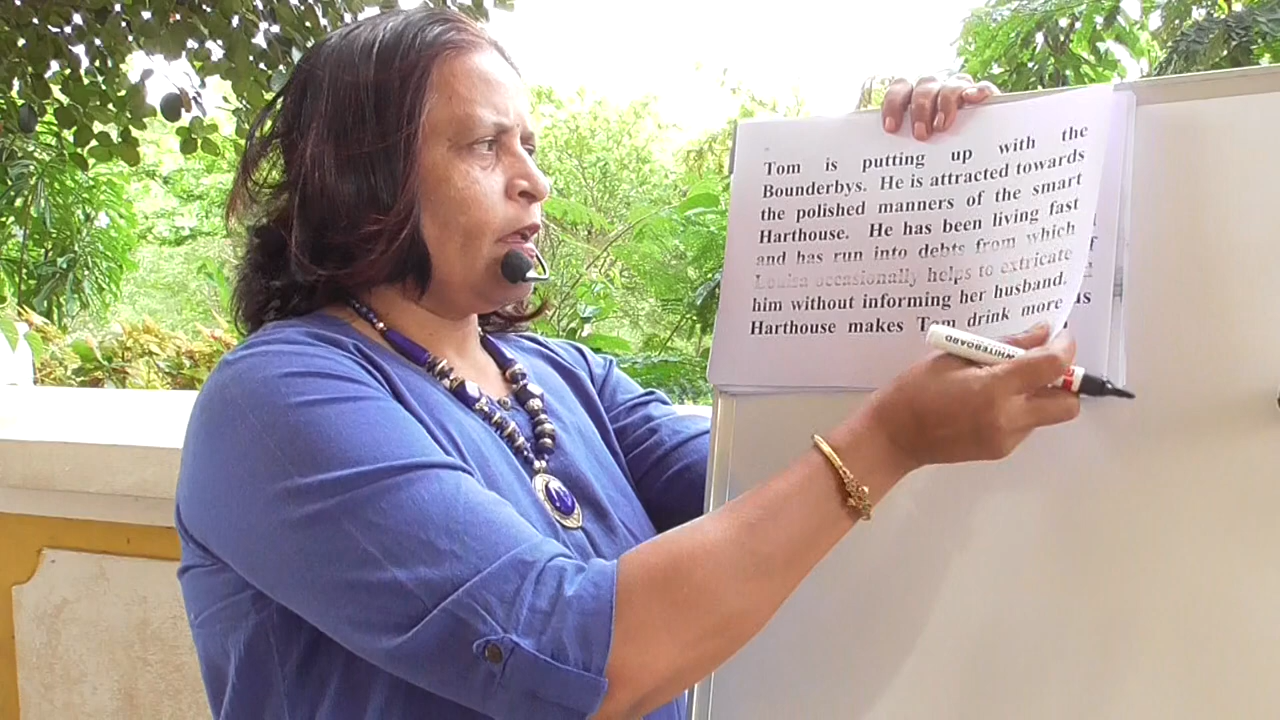 Tom is putting up with the
Bounderbys. He is attracted towards
the polished manners of the smart
Harthouse. He has been living fast
and has run into debts from which
Louisa occasionally helps to extricate
him without informing her husband.
Harthouse makes Tom drink more
WHITEBOARD